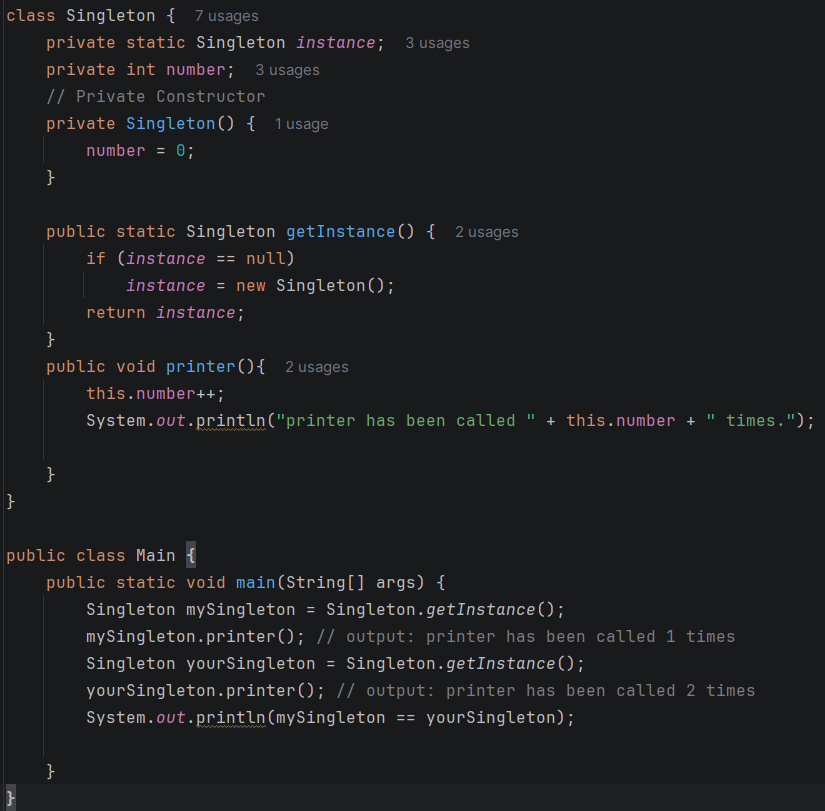 class Singleton {  7 usages
    private static Singleton instance;  3 usages
    private int number;  3 usages
    // Private Constructor
    private Singleton() {  1 usage
        number = 0;
    }

    public static Singleton getInstance() {  2 usages
        if (instance == null)
            instance = new Singleton();
        return instance;
    }
    public void printer(){  2 usages
        this.number++;
        System.out.println("printer has been called " + this.number + " times.");

    }
}

public class Main {
    public static void main(String[] args) {
        Singleton mySingleton = Singleton.getInstance();
        mySingleton.printer(); // output: printer has been called 1 times
        Singleton yourSingleton = Singleton.getInstance();
        yourSingleton.printer(); // output: printer has been called 2 times
        System.out.println(mySingleton == yourSingleton);

    }
}